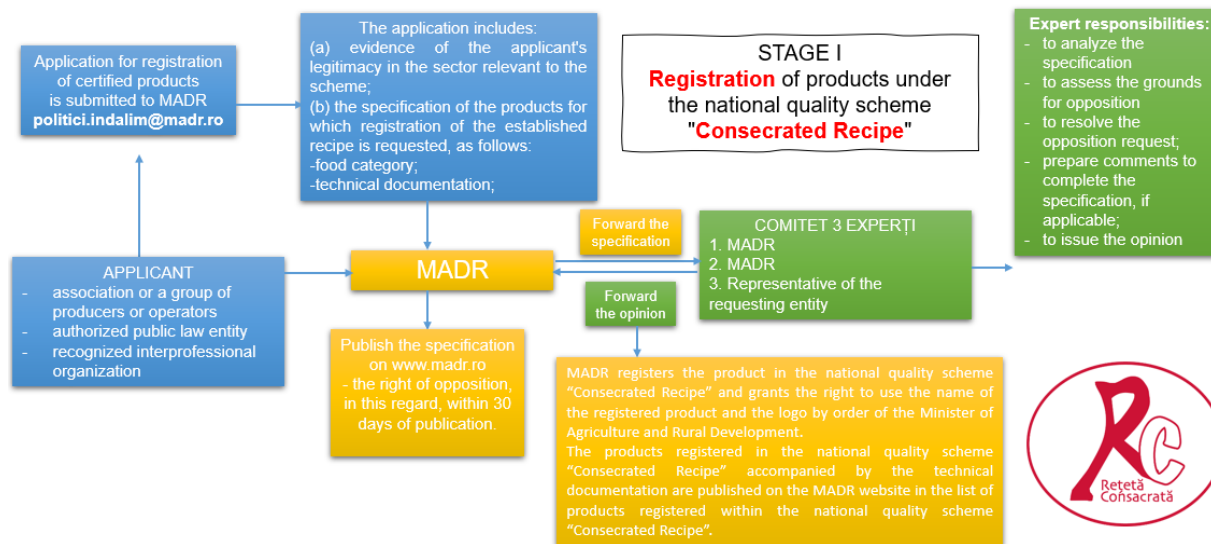 Application for registration
of certified products
is submitted to MADR
politici.indalim@madr.ro
The application includes:
(a) evidence of the applicant's
legitimacy in the sector relevant to the
scheme;
(b) the specification of the products for
which registration of the established
recipe is requested, as follows:
-food category;
-technical documentation;
STAGE I
Registration of products under
the national quality scheme
"Consecrated Recipe"
Expert responsibilities:
- to analyze the
specification
- to assess the grounds
for opposition
- to resolve the
opposition request;
- prepare comments to
complete the
specification, if
applicable;
- to issue the opinion
APPLICANT
- association or a group of
producers or operators
- authorized public law entity
- recognized interprofessional
organization
MADR
Forward the
specification
COMITET 3 EXPERȚI
1. MADR
2. MADR
3. Representative of the
requesting entity
Forward
the opinion
Publish the specification
on www.madr.ro
- the right of opposition,
in this regard, within 30
days of publication.
MADR registers the product in the national quality scheme
“Consecrated Recipe” and grants the right to use the name of
the registered product and the logo by order of the Minister of
Agriculture and Rural Development.
The products registered in the national quality scheme
“Consecrated Recipe” accompanied by the technical
documentation are published on the MADR website in the list of
products registered within the national quality scheme
“Consecrated Recipe”.
RC
Rețetă
Consacrată